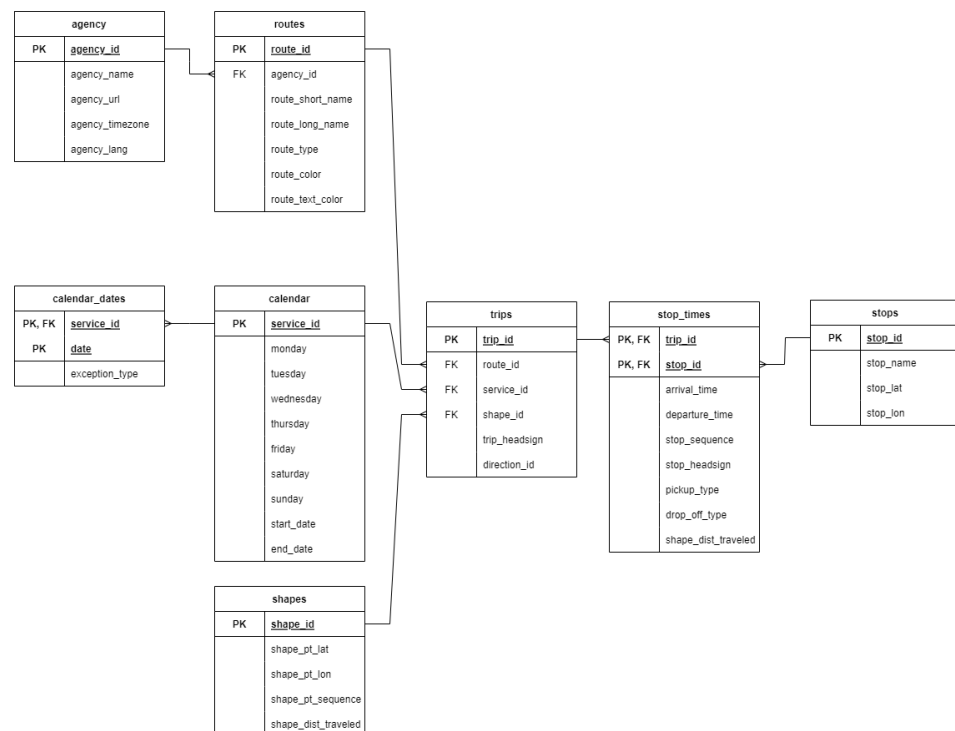 agency
PK agency_id
agency_name
agency_url
agency_timezone
agency_lang
routes
PK route_id
FK agency_id
route_short_name
route_long_name
route_type
route_color
route_text_color
calendar_dates
PK, FK service_id
PK date
exception_type
calendar
PK service_id
monday
tuesday
wednesday
thursday
friday
saturday
sunday
start_date
end_date
trips
PK trip_id
FK route_id
FK service_id
FK shape_id
trip_headsign
direction_id
stop_times
PK, FK trip_id
PK, FK stop_id
arrival_time
departure_time
stop_sequence
stop_headsign
pickup_type
drop_off_type
shape_dist_traveled
stops
PK stop_id
stop_name
stop_lat
stop_lon
shapes
PK shape_id
shape_pt_lat
shape_pt_lon
shape_pt_sequence
shape_dist_traveled